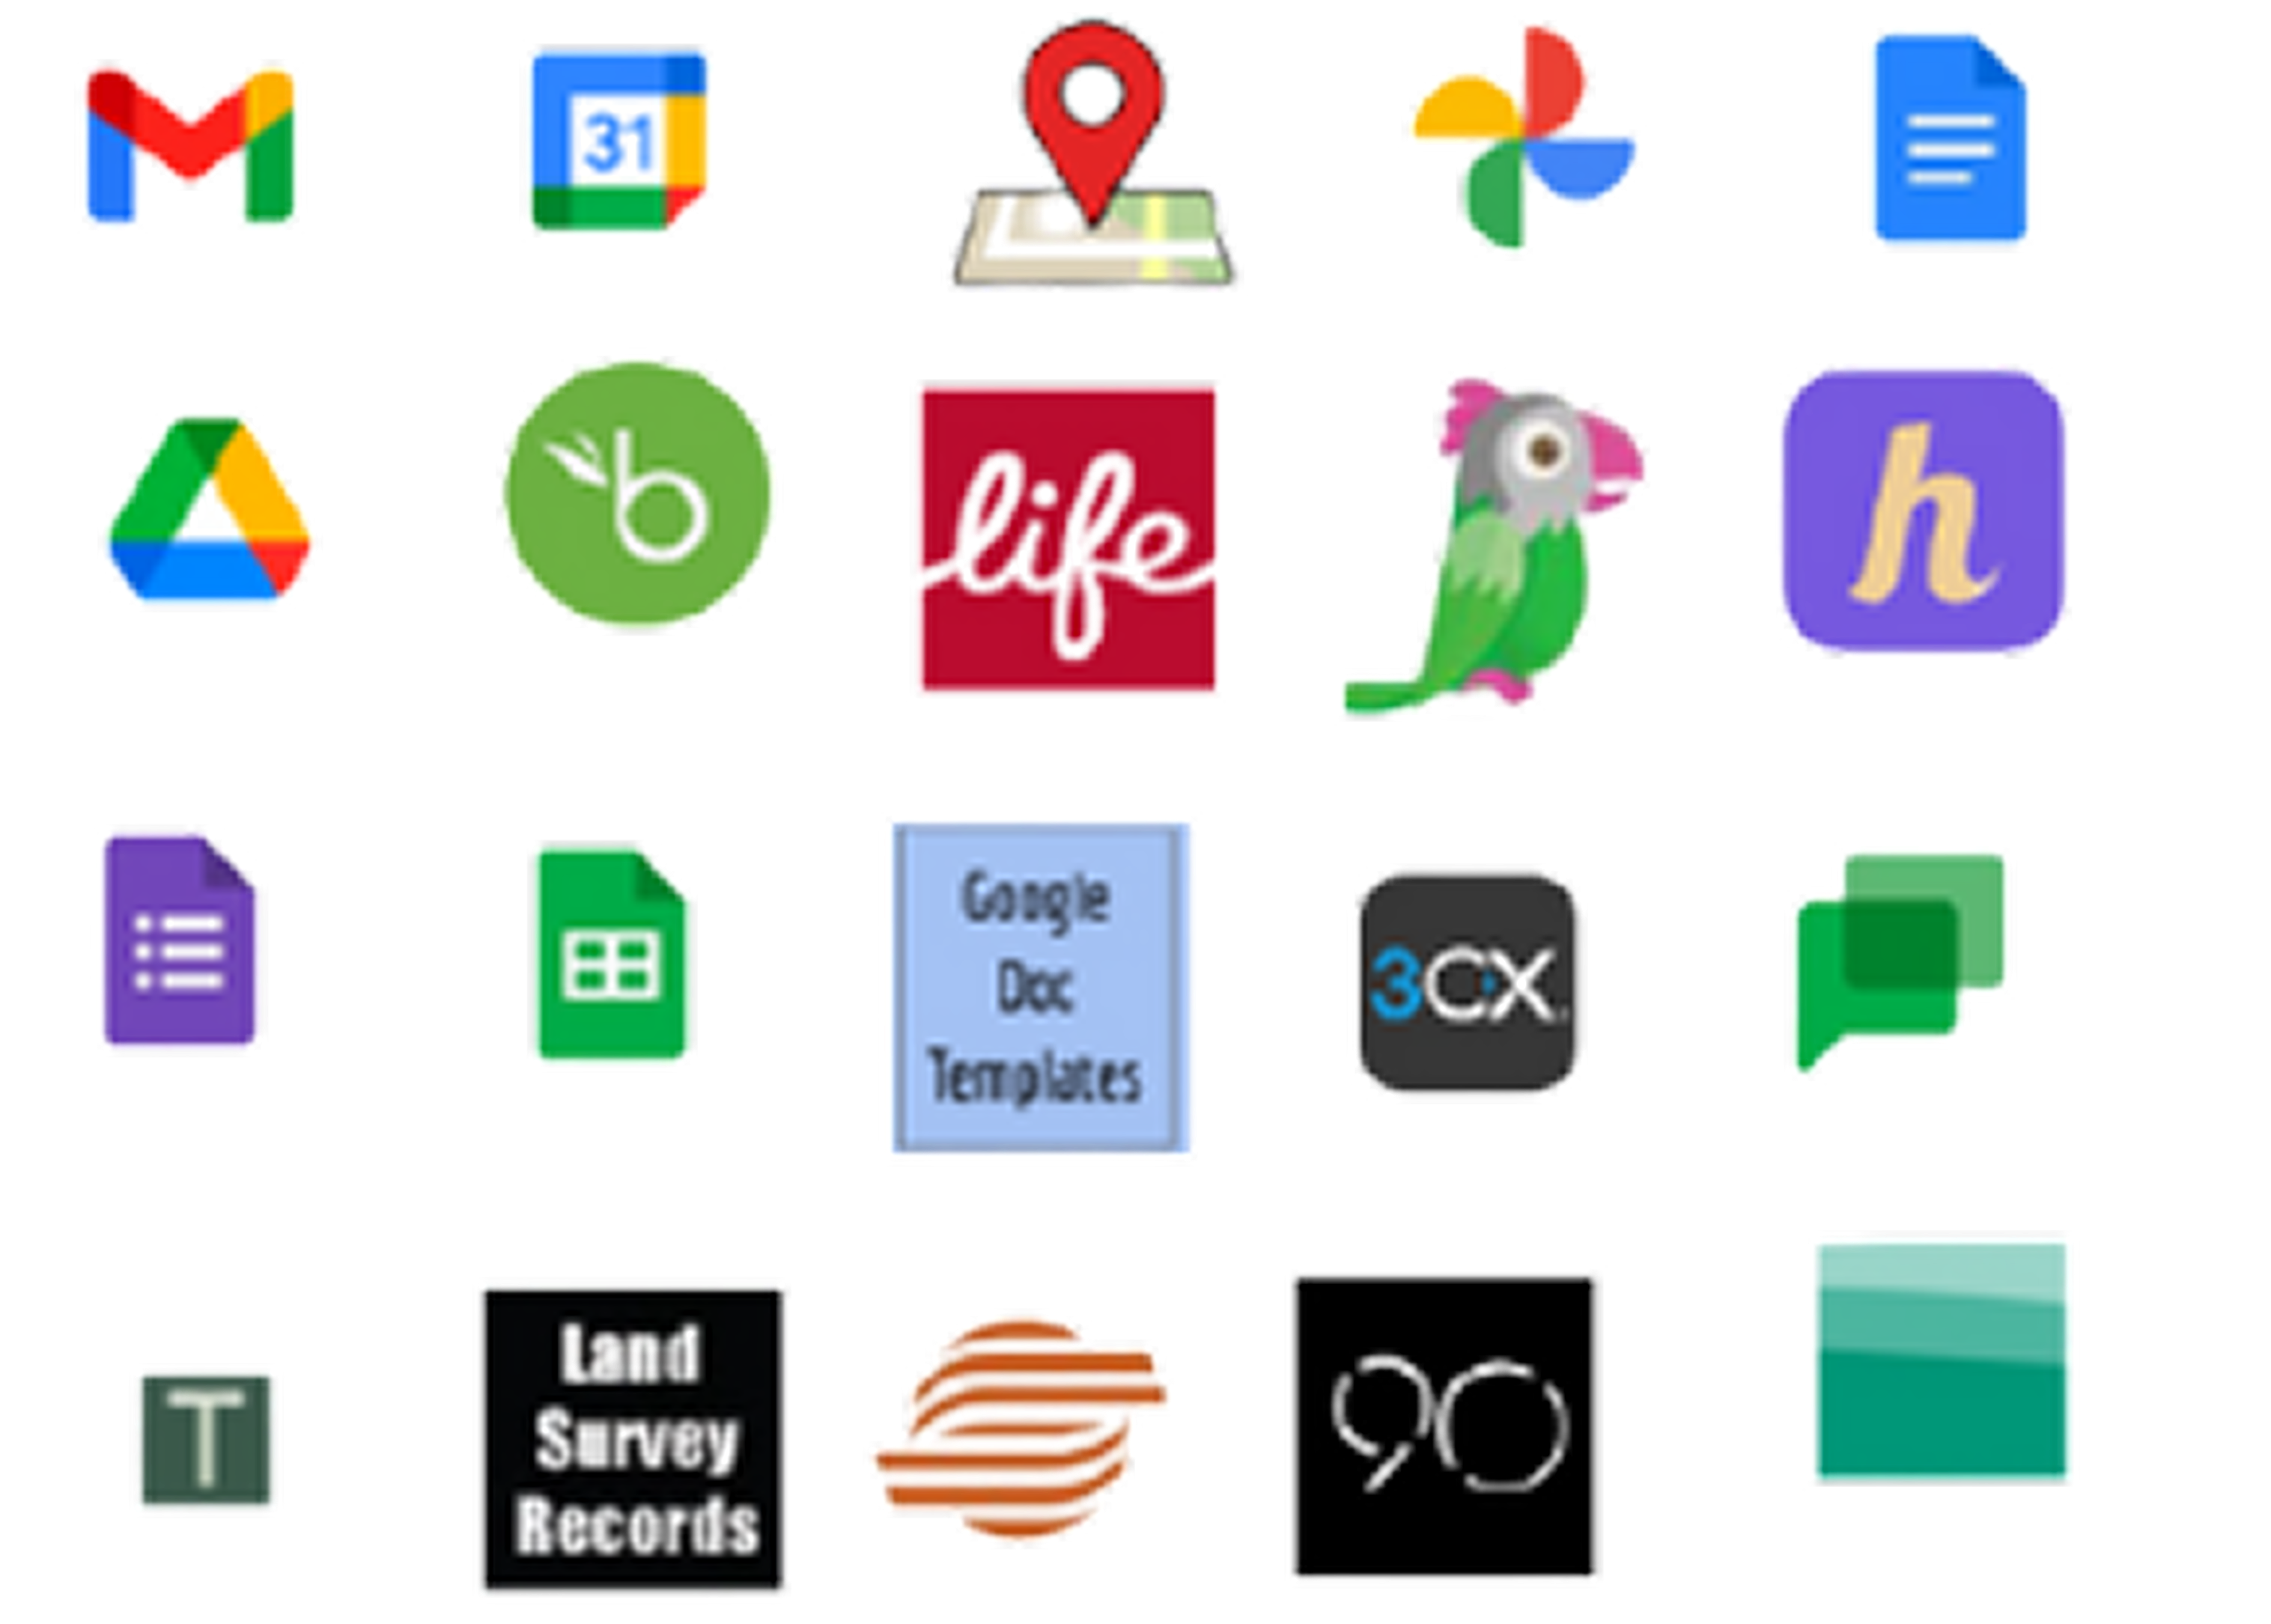 31
b
life
h
Google
Doc
Templates
3CX
T
Land
Survey
Records
90